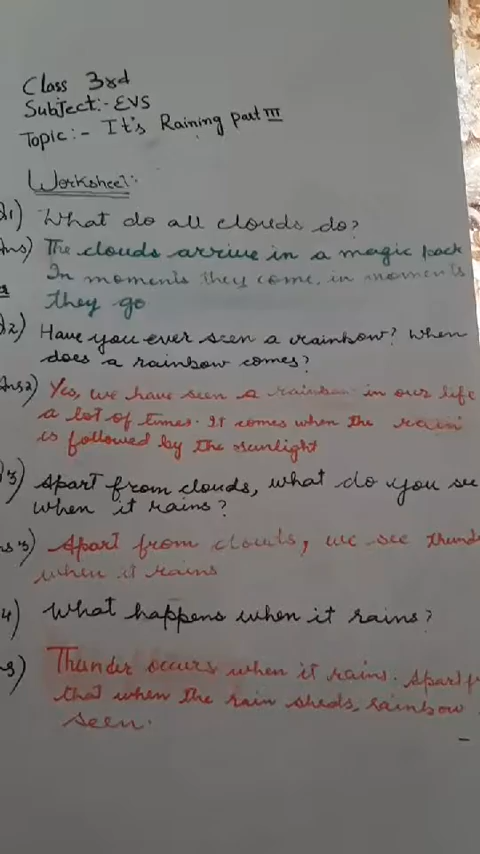 Class 3rd
Subject:- EVS
Topic:- It's Raining part III
Worksheet:-
Q1) What do all clouds do?
Ans) The clouds arrive in a magic pack
In moments they come, in moments
they go
Q2) Have you ever seen a rainbow? When
does a rainbow comes?
Ans2) Yes, we have seen a rainbow in our life
a lot of times. It comes when the rain
is followed by the sunlight
3) Apart from clouds, what do you see
when it rains?
ns 3) Apart from clouds, we see thund
when it rains
4) What happens when it rains?
s) Thunder occurs when it rains. Apart f
that when the rain sheds, rainbow
seen.